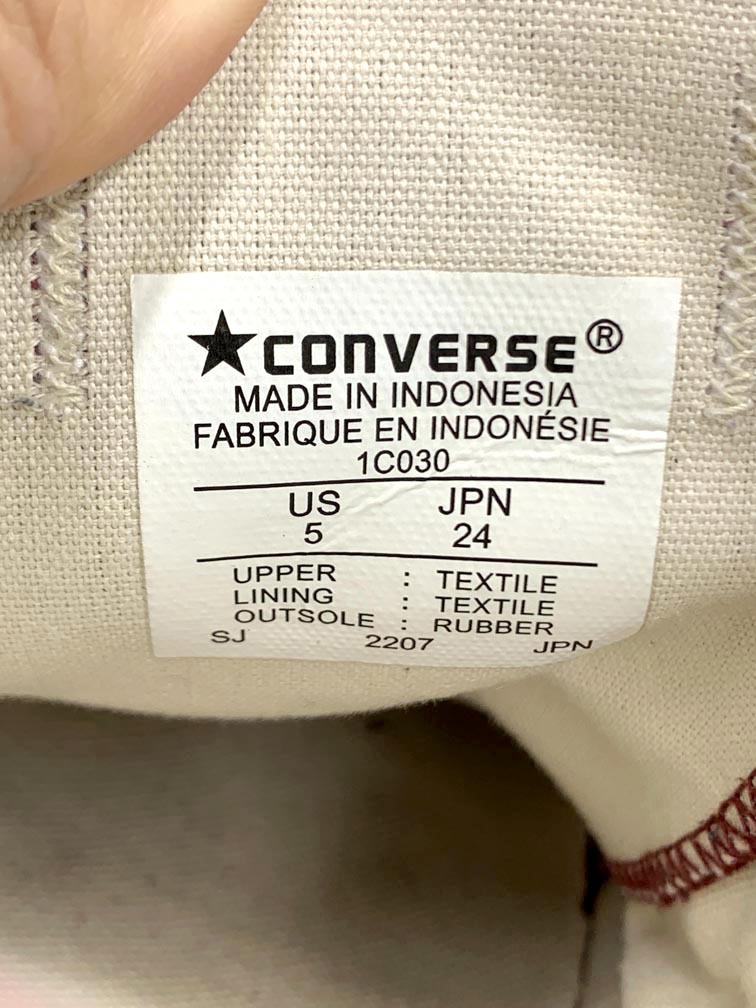 ★CONVERSE®
MADE IN INDONESIA
FABRIQUE EN INDONÉSIE
1C030
US JPN
5 24
UPPER : TEXTILE
LINING : TEXTILE
OUTSOLE : RUBBER
SJ 2207 JPN